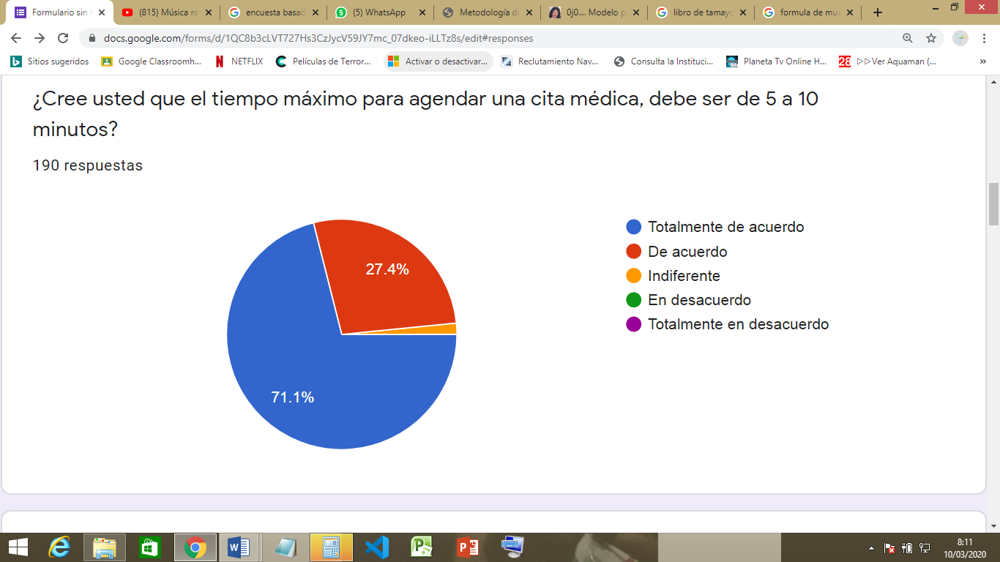 Formulario sin t
(815) Música ro
encuesta basad
(5) WhatsApp
Metodología de
0j0.... Modelo p
libro de tamayo
formula de mue
docs.google.com/forms/d/1QC8b3cLVT727Hs3CzJycV59JY7mc_07dkeo-iLLTz8s/edit#responses
Sitios sugeridos
Google Classroomh...
NETFLIX
Películas de Terror...
Activar o desactivar...
Reclutamiento Nav...
Consulta la Instituci...
Planeta Tv Online H...
28
▷▷Ver Aquaman (...
»
¿Cree usted que el tiempo máximo para agendar una cita médica, debe ser de 5 a 10
minutos?
190 respuestas
27.4%
71.1%
Totalmente de acuerdo
De acuerdo
Indiferente
En desacuerdo
Totalmente en desacuerdo
8:11
10/03/2020